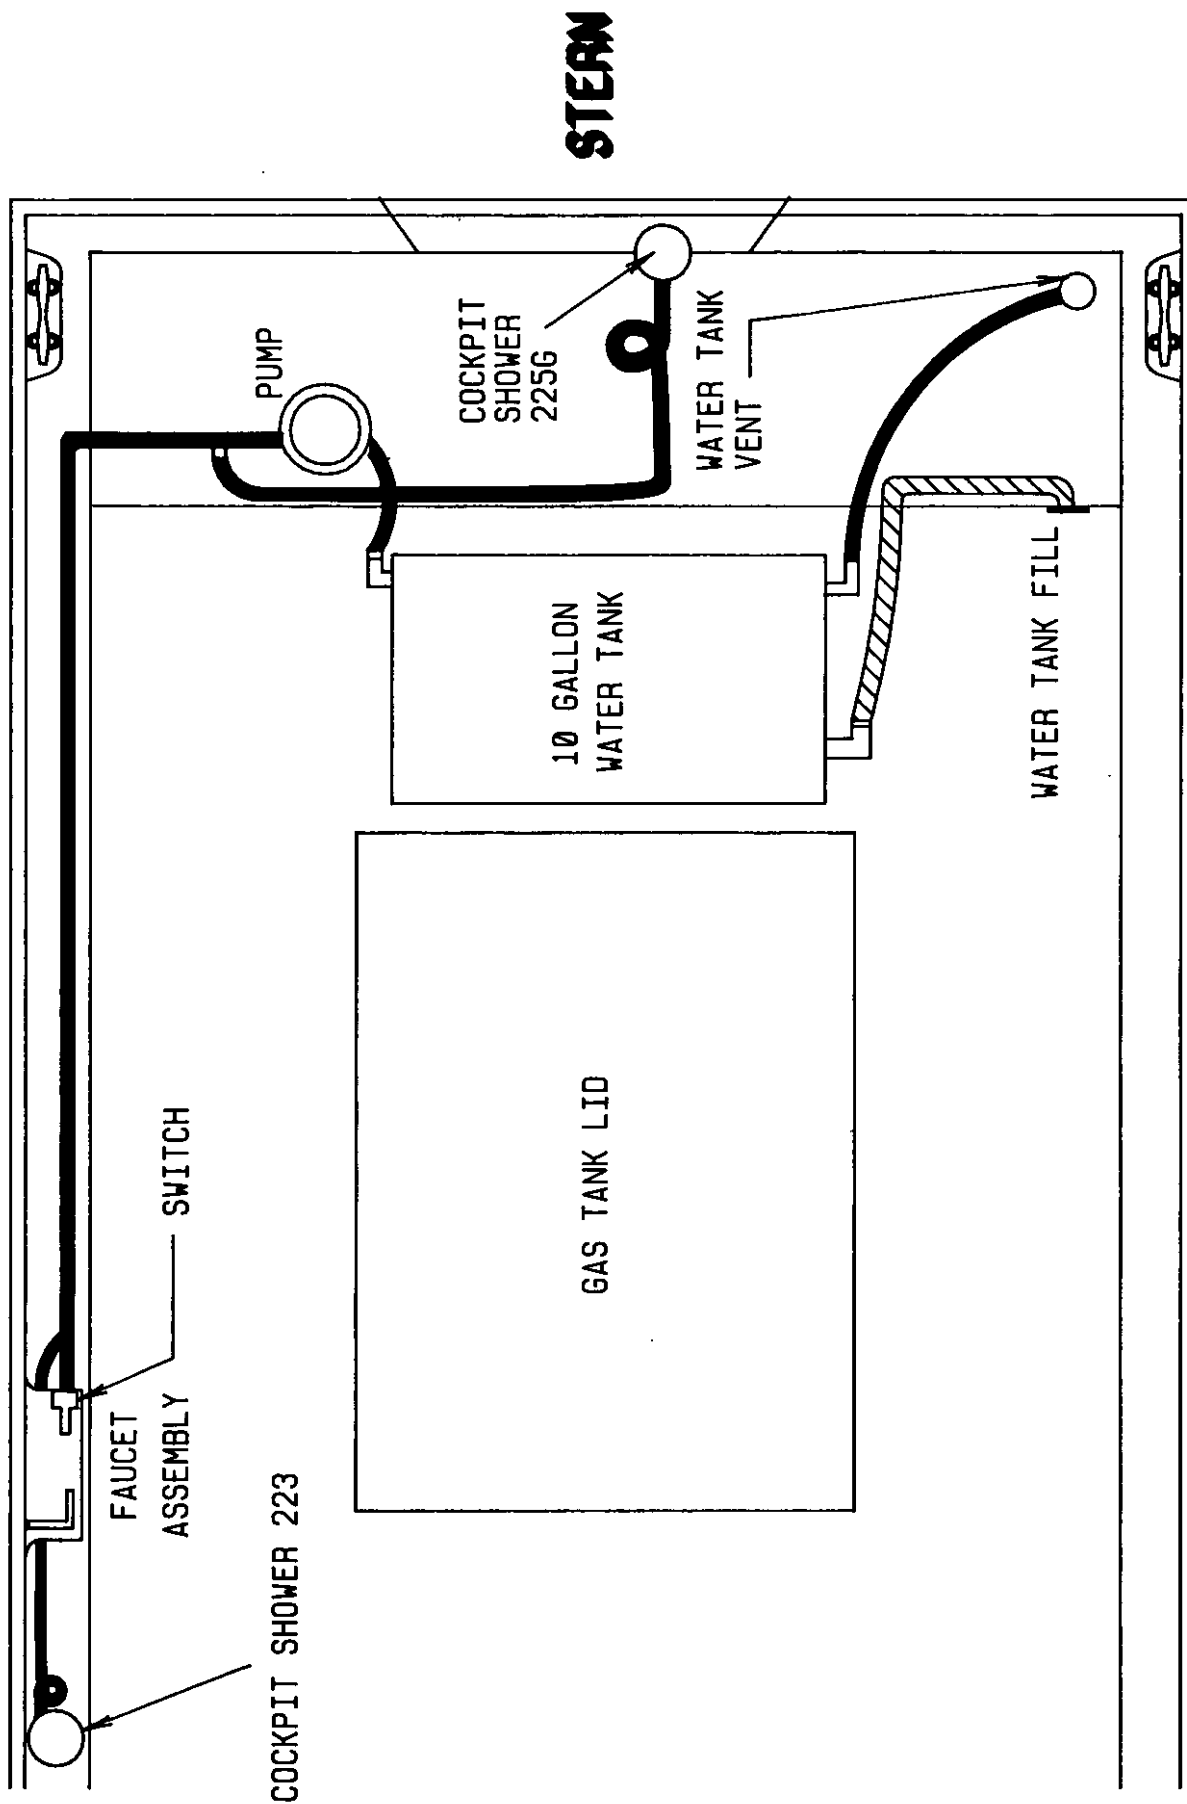 STERN
PUMP
COCKPIT
SHOWER
225G
WATER TANK
VENT
10 GALLON
WATER TANK
WATER TANK FILL
GAS TANK LID
SWITCH
FAUCET
ASSEMBLY
COCKPIT SHOWER 223